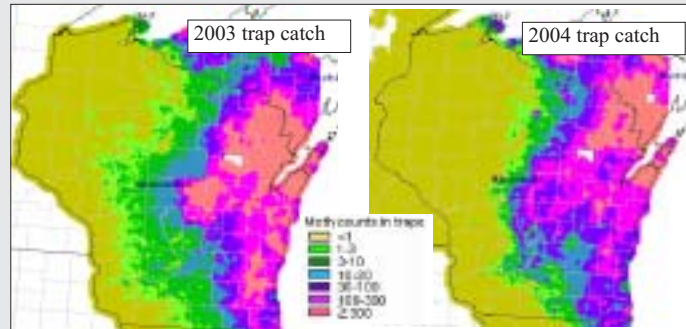 2003 trap catch
2004 trap catch
Moth counts in traps
<1
1-3
3-10
10-30
30-100
100-300
≥300